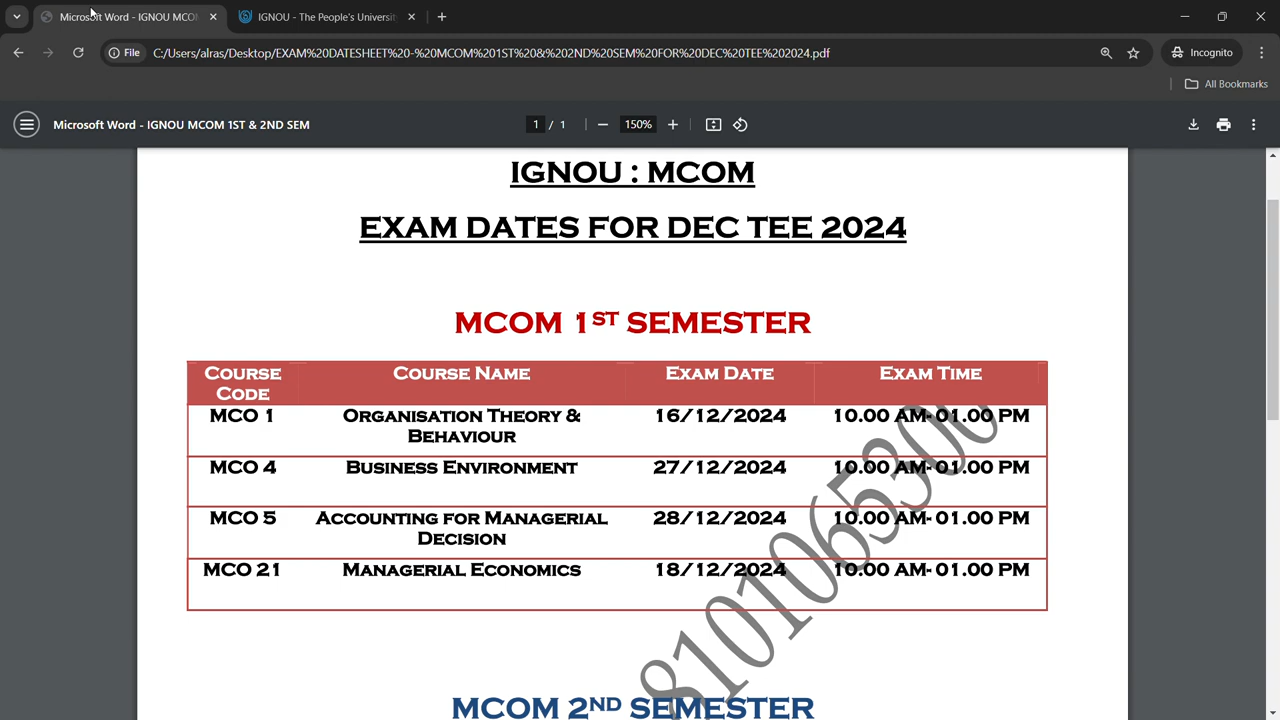 Microsoft Word - IGNOU MCO
IGNOU - The People's Universit
File
C:/Users/alras/Desktop/EXAM%20DATESHEET%20-%20MCOM%201ST%20&%202ND%20SEM%20FOR%20DEC%20TEE%202024.pdf
Incognito
All Bookmarks
Microsoft Word - IGNOU MCOM 1ST & 2ND SEM
1 / 1
150%
IGNOU : MCOM
EXAM DATES FOR DEC TEE 2024
MCOM 1ST SEMESTER
COURSE CODE COURSE NAME EXAM DATE EXAM TIME
MCO 1 ORGANISATION THEORY & BEHAVIOUR 16/12/2024 10.00 AM- 01.00 PM
MCO 4 BUSINESS ENVIRONMENT 27/12/2024 10.00 AM- 01.00 PM
MCO 5 ACCOUNTING FOR MANAGERIAL DECISION 28/12/2024 10.00 AM- 01.00 PM
MCO 21 MANAGERIAL ECONOMICS 18/12/2024 10.00 AM- 01.00 PM
MCOM 2ND SEMESTER